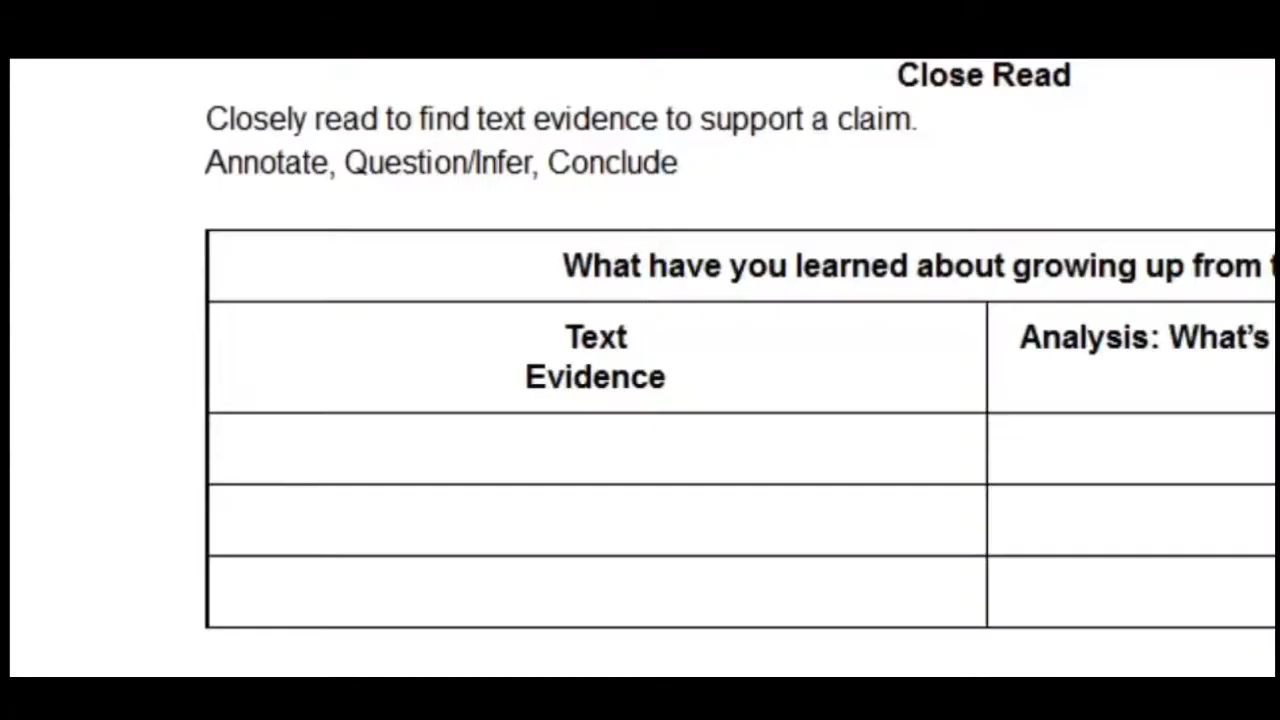 Close Read
Closely read to find text evidence to support a claim.
Annotate, Question/Infer, Conclude
What have you learned about growing up from
Text
Evidence
Analysis: What's